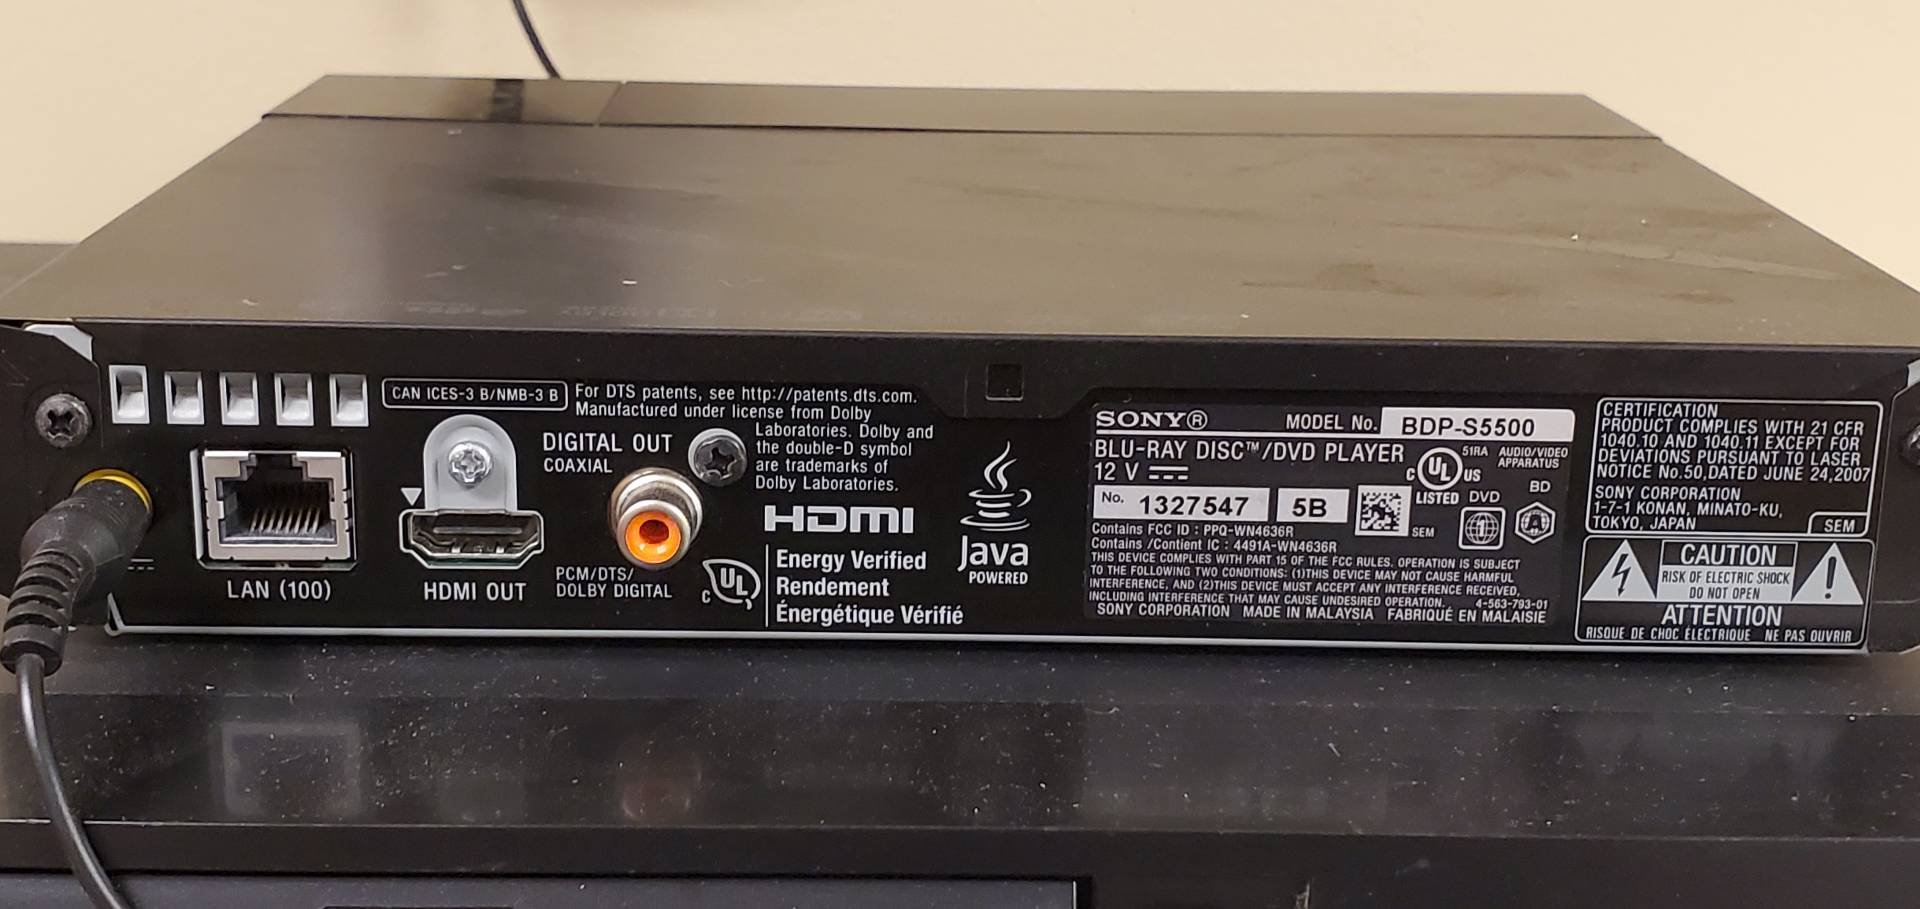 CAN ICES-3 B/NMB-3 B
For DTS patents, see http://patents.dts.com.
Manufactured under license from Dolby
Laboratories. Dolby and
the double-D symbol
are trademarks of
Dolby Laboratories.
LAN (100)
HDMI OUT
DIGITAL OUT
COAXIAL
PCM/DTS/
DOLBY DIGITAL
HDMI
c UL
Energy Verified
Rendement
Énergétique Vérifié
Java
POWERED
SONY® MODEL No. BDP-S5500
BLU-RAY DISC™/DVD PLAYER
12 V
c UL US
LISTED
51RA AUDIO/VIDEO
APPARATUS
DVD
BD
1
A
No. 1327547 5B
SEM
Contains FCC ID : PPQ-WN4636R
Contains /Contient IC : 4491A-WN4636R
THIS DEVICE COMPLIES WITH PART 15 OF THE FCC RULES. OPERATION IS SUBJECT
TO THE FOLLOWING TWO CONDITIONS: (1)THIS DEVICE MAY NOT CAUSE HARMFUL
INTERFERENCE, AND (2)THIS DEVICE MUST ACCEPT ANY INTERFERENCE RECEIVED,
INCLUDING INTERFERENCE THAT MAY CAUSE UNDESIRED OPERATION. 4-563-793-01
SONY CORPORATION MADE IN MALAYSIA FABRIQUÉ EN MALAISIE
CERTIFICATION
PRODUCT COMPLIES WITH 21 CFR
1040.10 AND 1040.11 EXCEPT FOR
DEVIATIONS PURSUANT TO LASER
NOTICE No.50,DATED JUNE 24,2007
SONY CORPORATION
1-7-1 KONAN, MINATO-KU,
TOKYO, JAPAN
SEM
CAUTION
RISK OF ELECTRIC SHOCK
DO NOT OPEN
ATTENTION
RISQUE DE CHOC ÉLECTRIQUE NE PAS OUVRIR